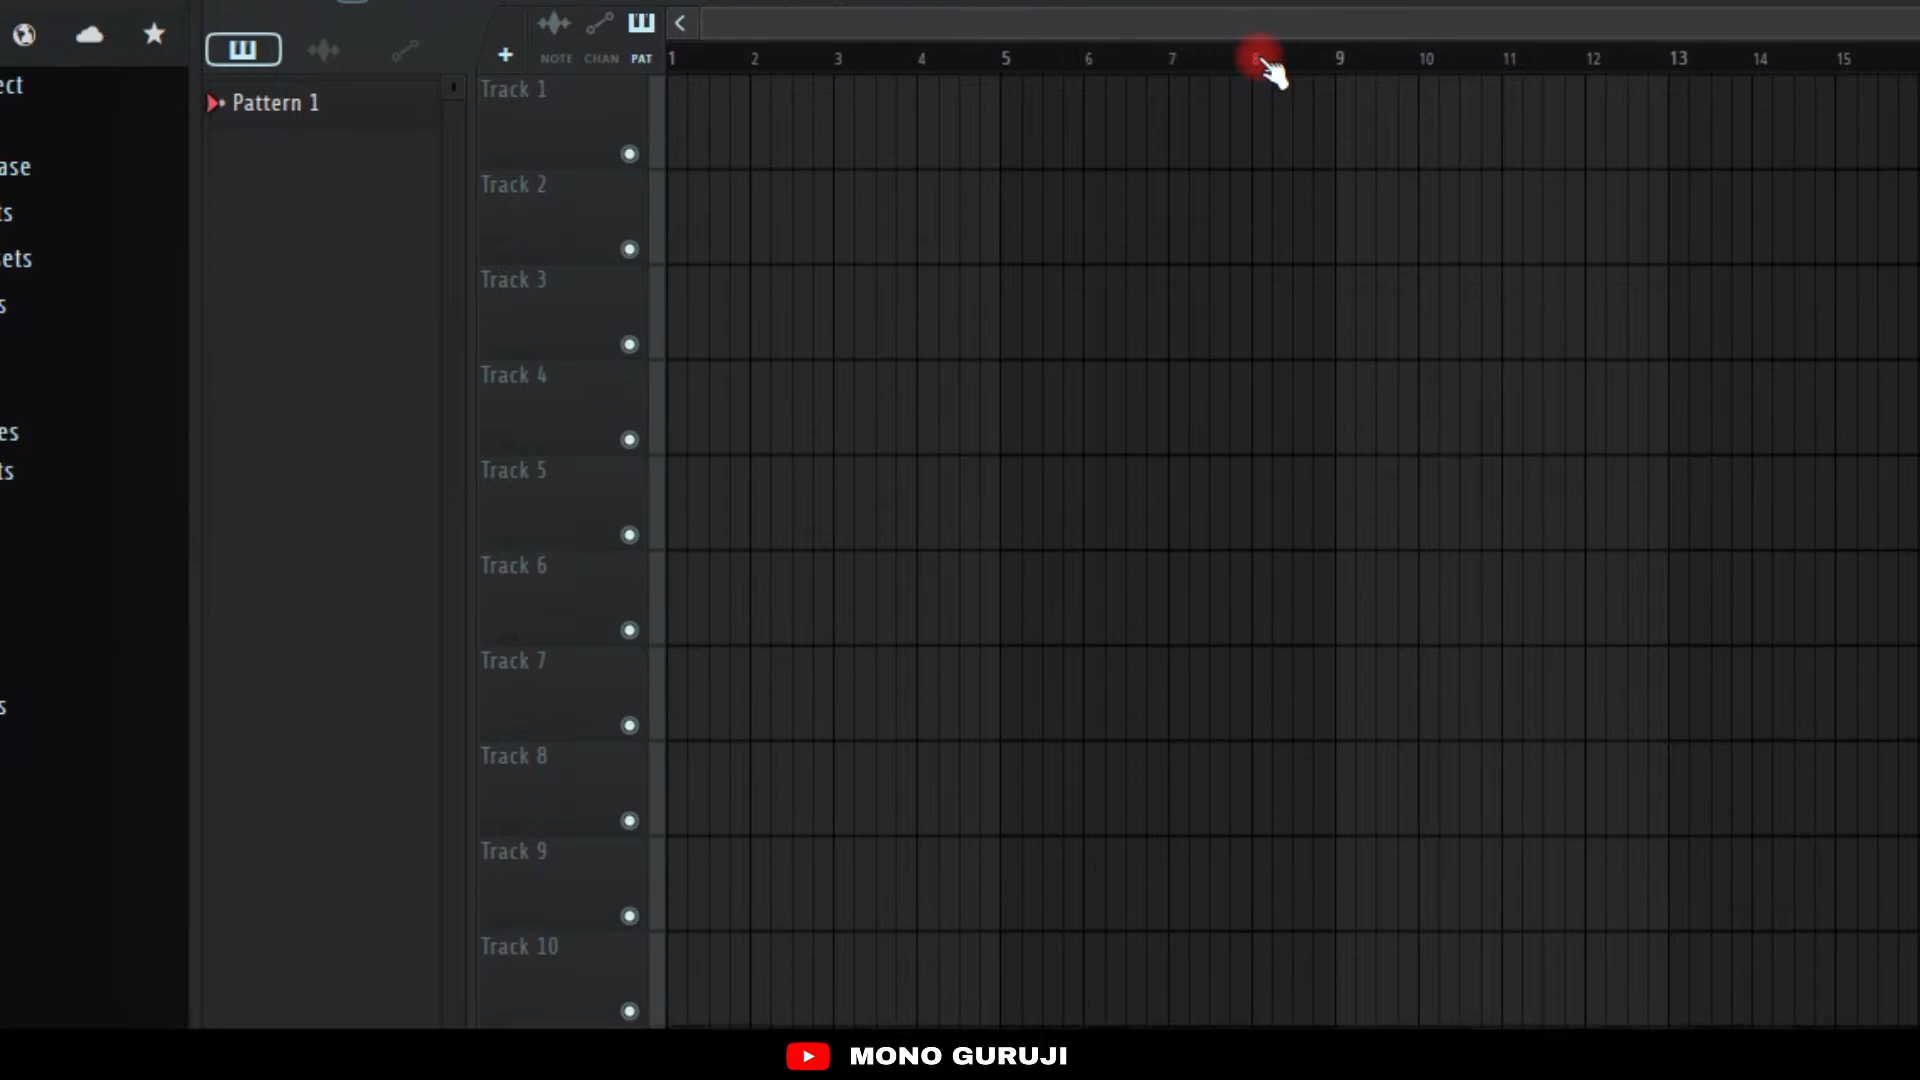 NOTE CHAN PAT
1 2 3 4 5 6 7 8 9 10 11 12 13 14 15
ect
ase
ts
sets
s
es
ts
s
Pattern 1
Track 1
Track 2
Track 3
Track 4
Track 5
Track 6
Track 7
Track 8
Track 9
Track 10
MONO GURUJI